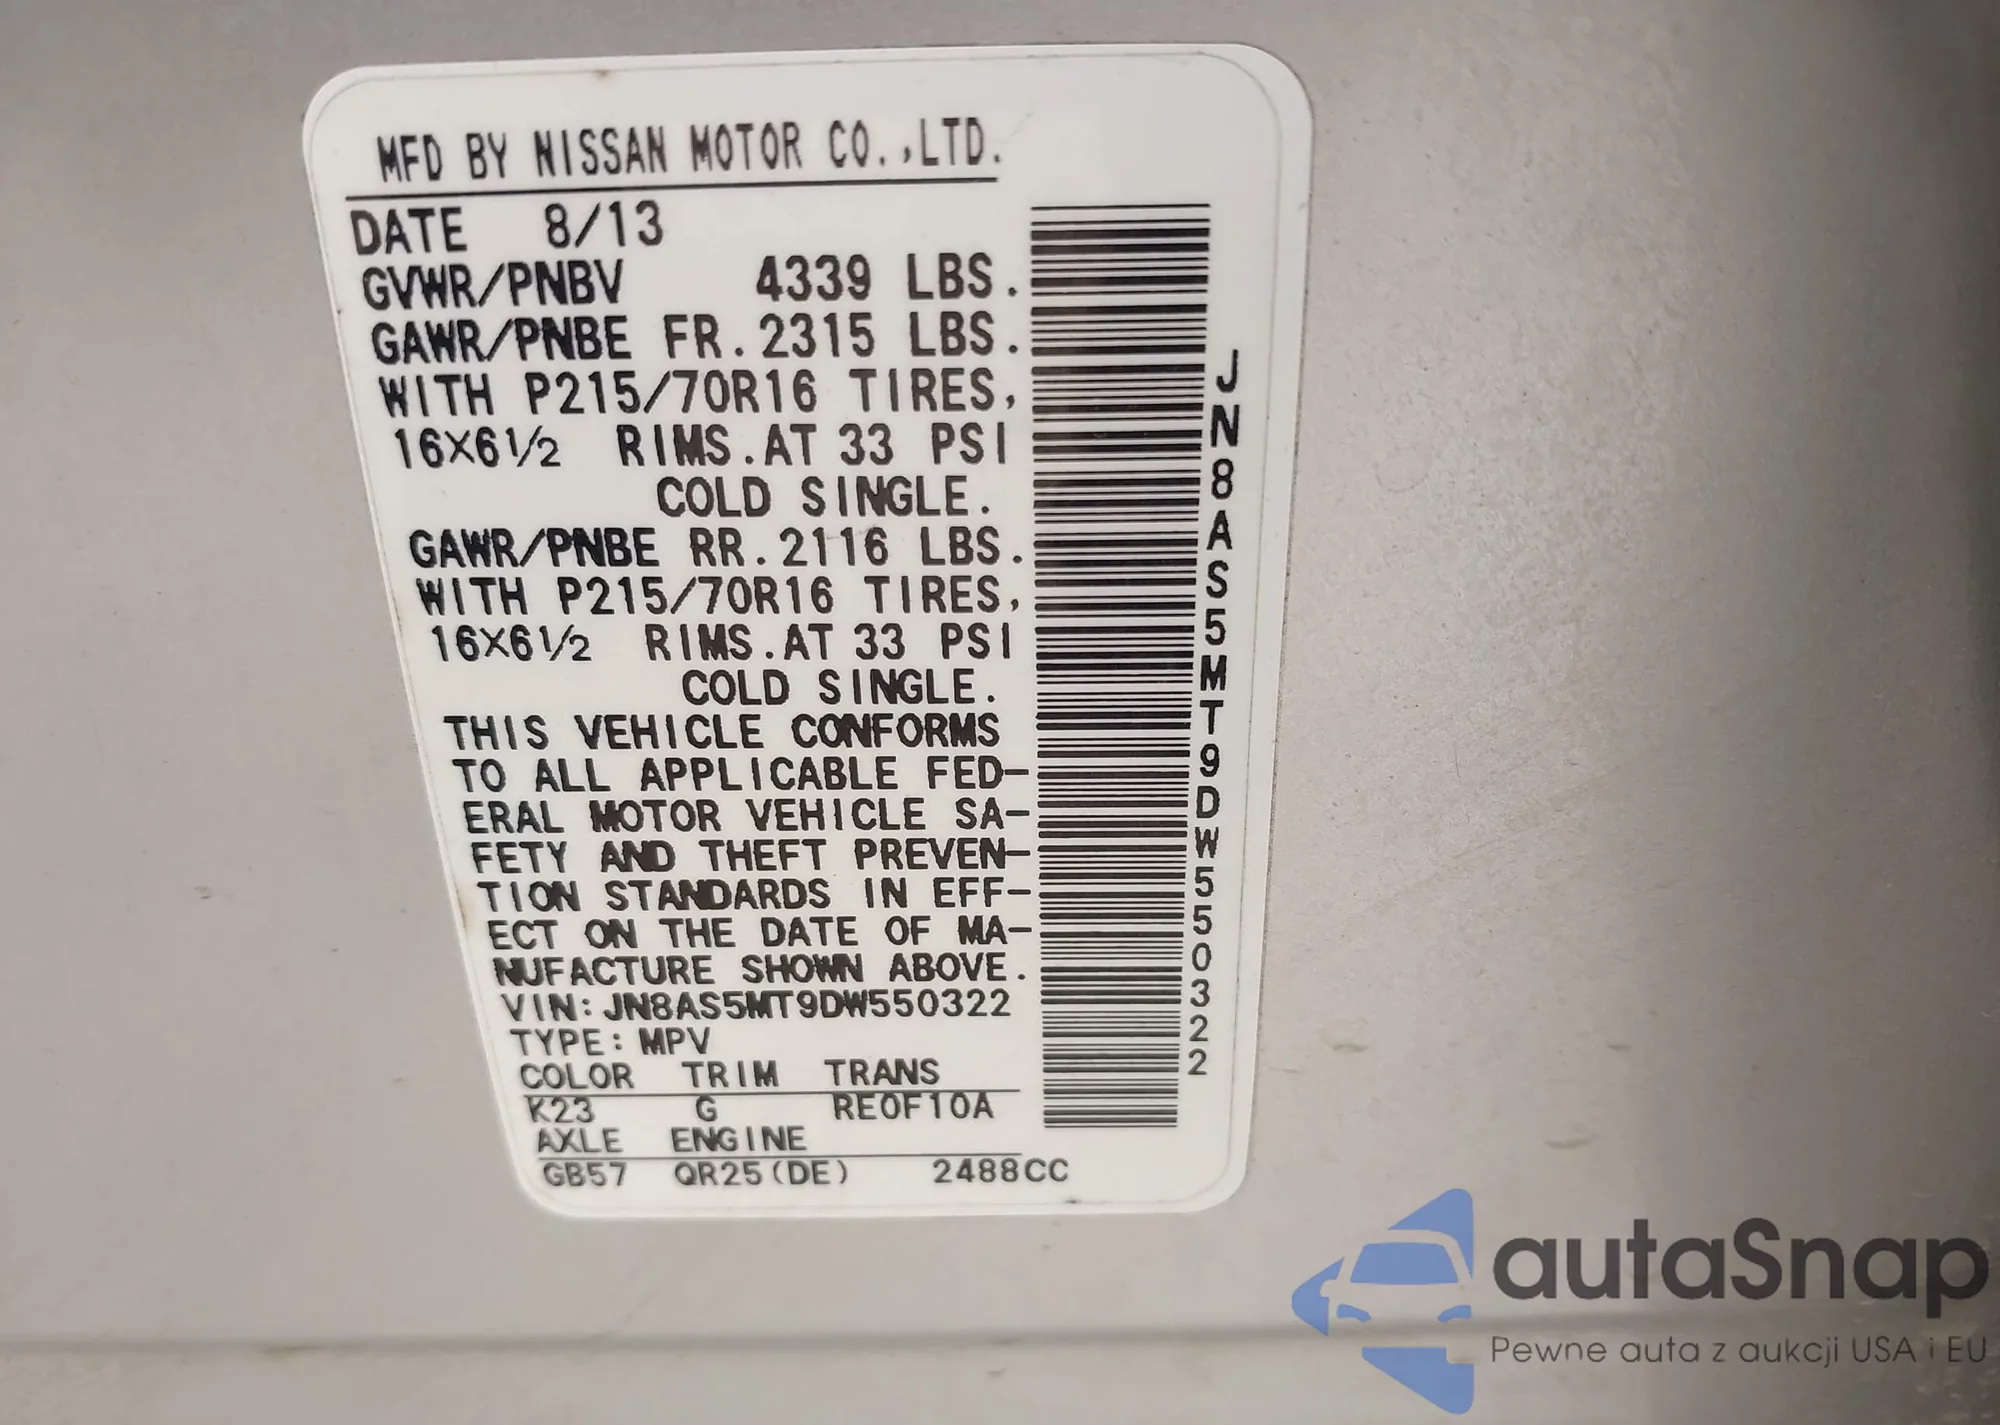 MFD BY NISSAN MOTOR CO.,LTD.
DATE 8/13
GVWR/PNBV 4339 LBS.
GAWR/PNBE FR. 2315 LBS.
WITH P215/70R16 TIRES,
16X6 1/2 RIMS. AT 33 PSI
COLD SINGLE.
GAWR/PNBE RR. 2116 LBS.
WITH P215/70R16 TIRES,
16X6 1/2 RIMS. AT 33 PSI
COLD SINGLE.
THIS VEHICLE CONFORMS
TO ALL APPLICABLE FED-
ERAL MOTOR VEHICLE SA-
FETY AND THEFT PREVEN-
TION STANDARDS IN EFF-
ECT ON THE DATE OF MA-
NUFACTURE SHOWN ABOVE.
VIN: JN8AS5MT9DW550322
TYPE: MPV
COLOR TRIM TRANS
K23 G RE0F10A
AXLE ENGINE
GB57 QR25(DE) 2488CC
JN8AS5MT9DW550322
autaSnap
Pewne auta z aukcji USA i EU